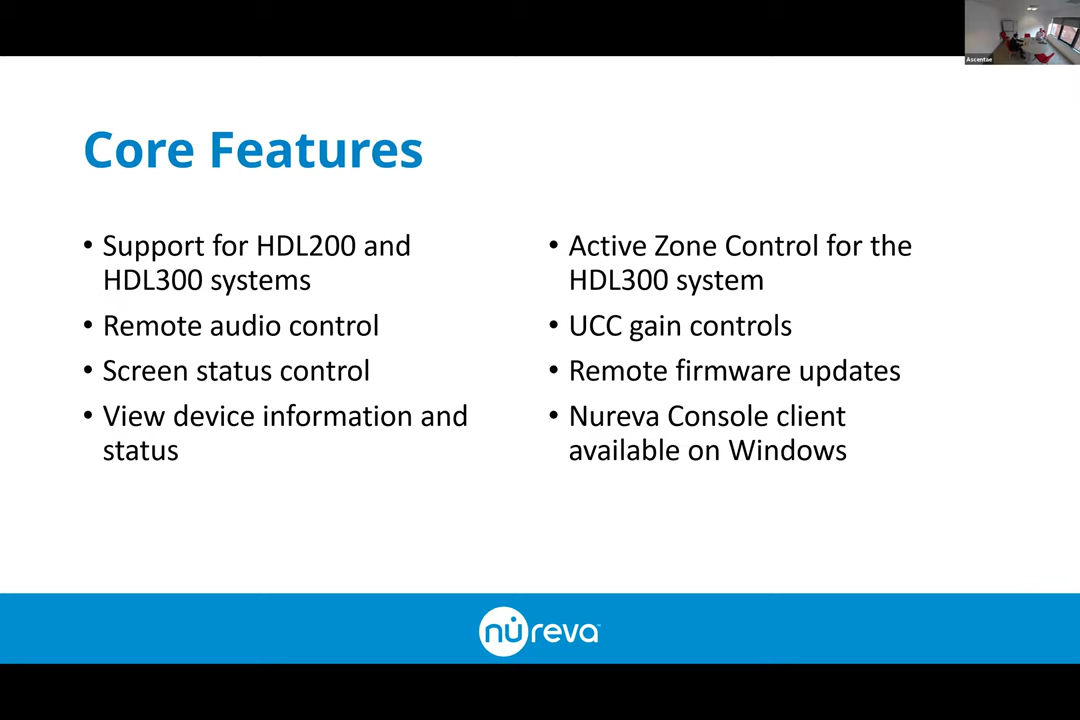 Ascentae
Core Features
• Support for HDL200 and
HDL300 systems
• Remote audio control
• Screen status control
• View device information and
status
• Active Zone Control for the
HDL300 system
• UCC gain controls
• Remote firmware updates
• Nureva Console client
available on Windows
nureva